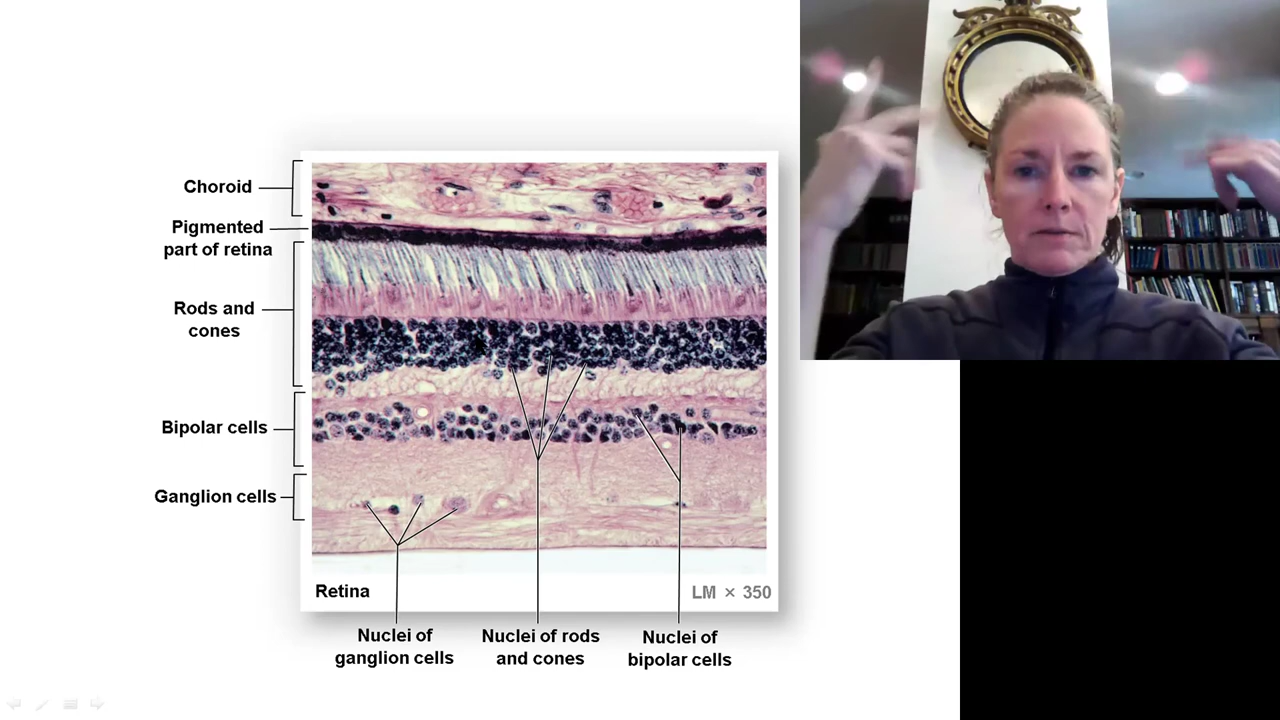 Choroid
Pigmented
part of retina
Rods and
cones
Bipolar cells
Ganglion cells
Retina
LM × 350
Nuclei of
ganglion cells
Nuclei of rods
and cones
Nuclei of
bipolar cells